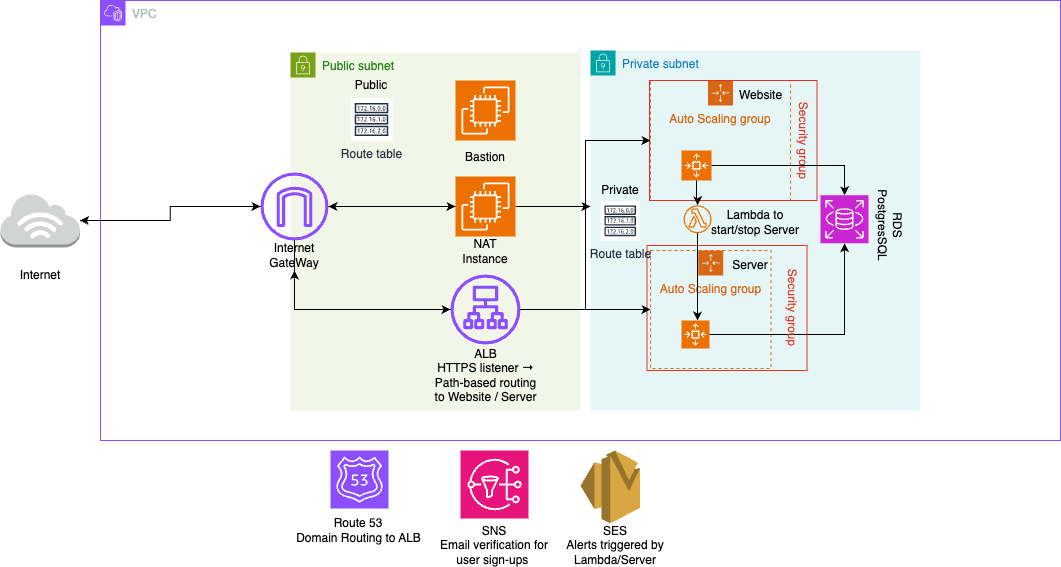 VPC
Public subnet
Public
172.16.0.0
172.16.1.0
172.16.2.0
Route table
Bastion
NAT
Instance
Internet
GateWay
Internet
ALB
HTTPS listener →
Path-based routing
to Website / Server
Private subnet
Website
Auto Scaling group
Security group
Private
172.16.0.0
172.16.1.0
172.16.2.0
Route table
Lambda to
start/stop Server
Server
Auto Scaling group
Security group
RDS
PostgresSQL
53
Route 53
Domain Routing to ALB
SNS
Email verification for
user sign-ups
SES
Alerts triggered by
Lambda/Server